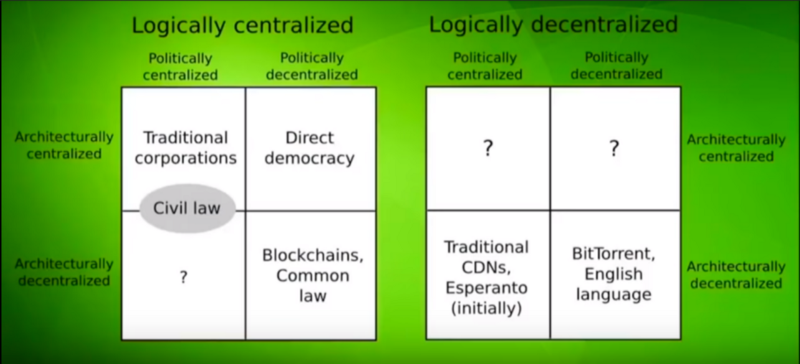 Logically centralized
Logically decentralized
Politically
centralized
Politically
decentralized
Politically
centralized
Politically
decentralized
Architecturally
centralized
Traditional
corporations
Direct
democracy
?
?
Architecturally
centralized
Civil law
Architecturally
decentralized
?
Blockchains,
Common
law
Traditional
CDNs,
Esperanto
(initially)
BitTorrent,
English
language
Architecturally
decentralized